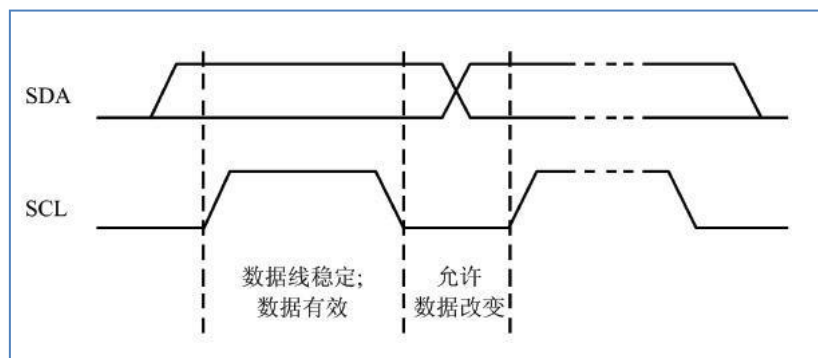 SDA
SCL
数据线稳定;
数据有效
允许
数据改变